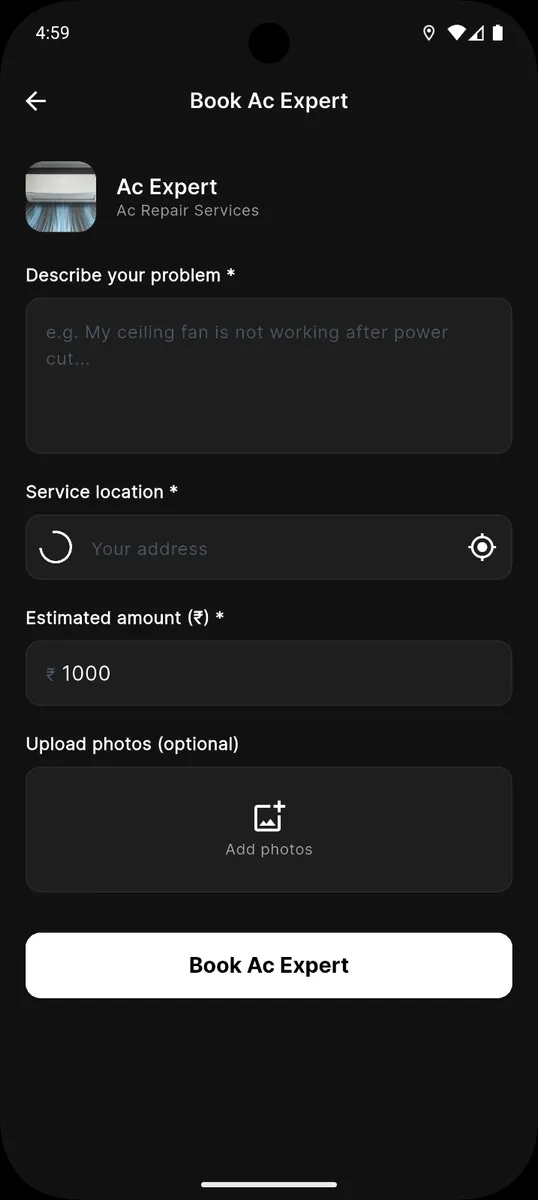 4:59
Book Ac Expert
Ac Expert
Ac Repair Services
Describe your problem *
e.g. My ceiling fan is not working after power
cut...
Service location *
Your address
Estimated amount (₹) *
₹ 1000
Upload photos (optional)
Add photos
Book Ac Expert